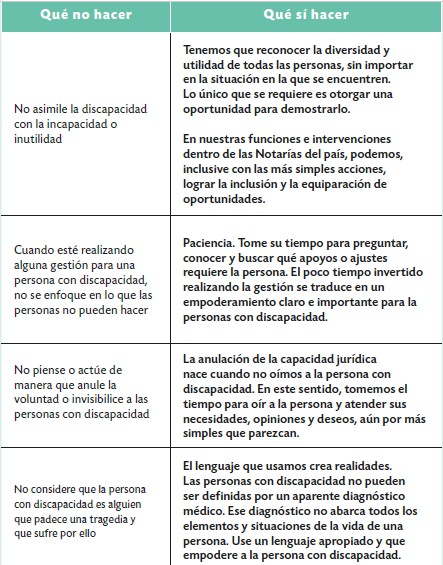 Qué no hacer
Qué sí hacer
No asimile la discapacidad
con la incapacidad o
inutilidad
Tenemos que reconocer la diversidad y
utilidad de todas las personas, sin importar
en la situación en la que se encuentren.
Lo único que se requiere es otorgar una
oportunidad para demostrarlo.
En nuestras funciones e intervenciones
dentro de las Notarías del país, podemos,
inclusive con las más simples acciones,
lograr la inclusión y la equiparación de
oportunidades.
Cuando esté realizando
alguna gestión para una
persona con discapacidad,
no se enfoque en lo que las
personas no pueden hacer
Paciencia. Tome su tiempo para preguntar,
conocer y buscar qué apoyos o ajustes
requiere la persona. El poco tiempo invertido
realizando la gestión se traduce en un
empoderamiento claro e importante para la
personas con discapacidad.
No piense o actúe de
manera que anule la
voluntad o invisibilice a las
personas con discapacidad
La anulación de la capacidad jurídica
nace cuando no oímos a la persona con
discapacidad. En este sentido, tomemos el
tiempo para oír a la persona y atender sus
necesidades, opiniones y deseos, aún por más
simples que parezcan.
No considere que la persona
con discapacidad es alguien
que padece una tragedia y
que sufre por ello
El lenguaje que usamos crea realidades.
Las personas con discapacidad no pueden
ser definidas por un aparente diagnóstico
médico. Ese diagnóstico no abarca todos los
elementos y situaciones de la vida de una
persona. Use un lenguaje apropiado y que
empodere a la persona con discapacidad.